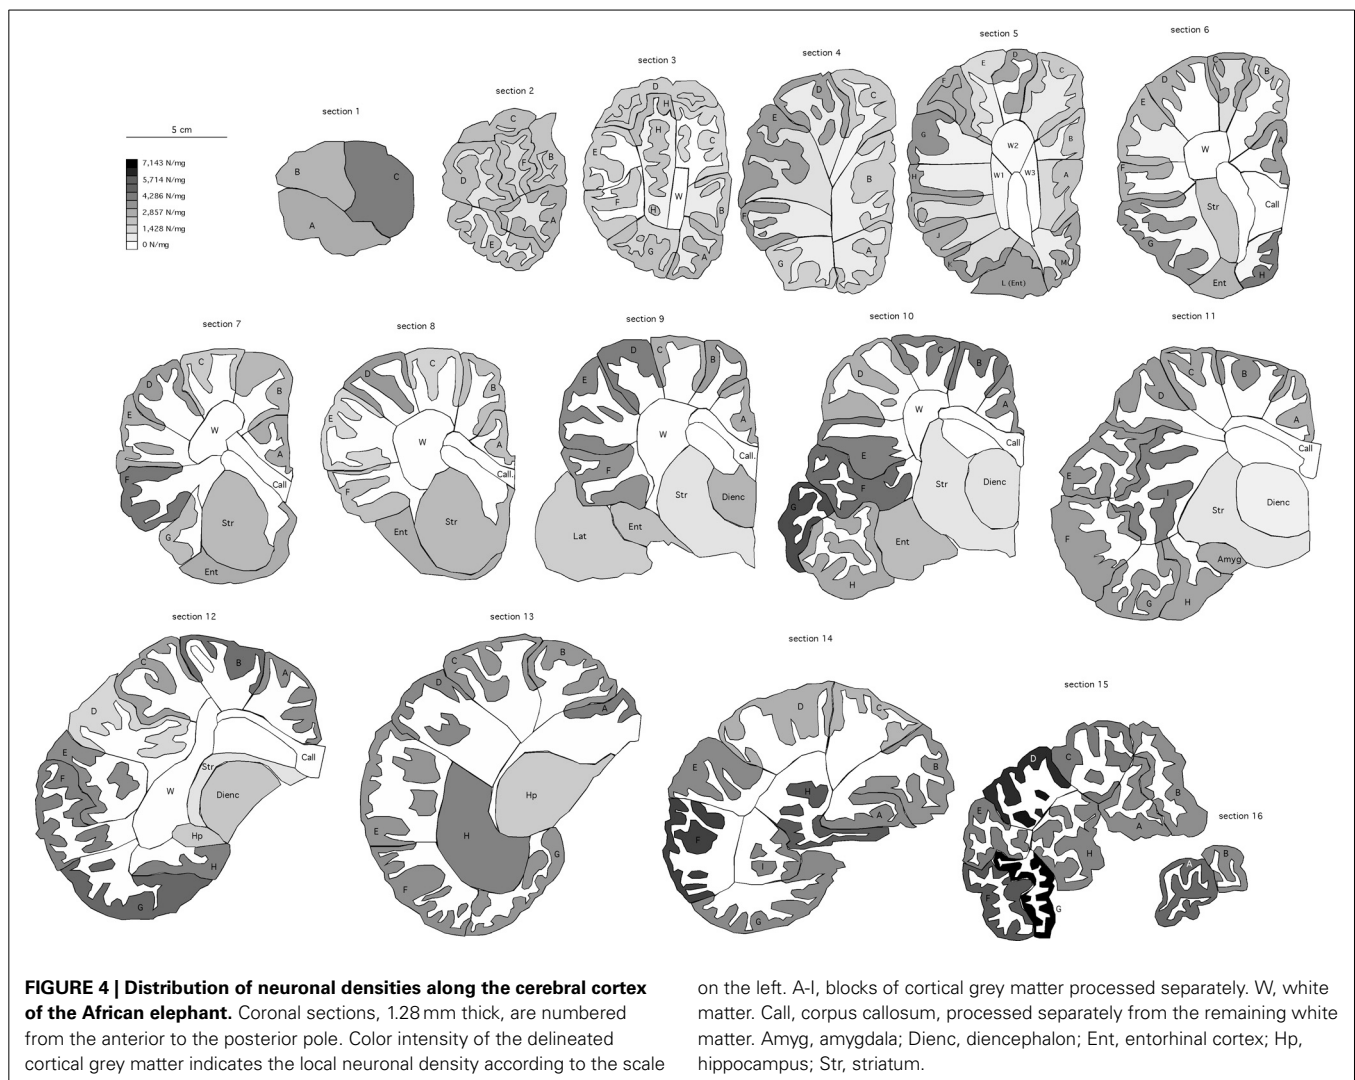 section 1
section 2
section 3
section 4
section 5
section 6
5 cm
7,143 N/mg
5,714 N/mg
4,286 N/mg
2,857 N/mg
1,428 N/mg
0 N/mg
B
C
A
C
F
B
D
A
E
D
H
H
E
C
F
W
H
B
G
A
D
C
E
B
F
A
G
E
D
C
F
G
W2
B
H
W1
W3
A
I
J
K
M
L (Ent)
C
B
D
E
W
A
F
Str
Call
G
H
Ent
section 7
section 8
section 9
section 10
section 11
C
D
B
E
W
A
F
Call
Str
G
Ent
C
D
B
E
W
A
Call.
F
Ent
Str
D
C
B
E
A
W
Call.
F
Str
Dienc
Ent
Lat
C
B
D
A
W
Call
E
F
Str
Dienc
G
Ent
H
C
B
D
A
Call
E
I
Dienc
Str
F
Amyg
G
H
section 12
section 13
section 14
section 15
section 16
C
B
A
D
E
Call
Str
F
W
Dienc
Hp
H
G
C
B
D
A
Hp
E
H
G
F
D
C
E
B
H
A
F
I
G
D
C
B
E
A
H
F
G
A
B
FIGURE 4 | Distribution of neuronal densities along the cerebral cortex
of the African elephant. Coronal sections, 1.28 mm thick, are numbered
from the anterior to the posterior pole. Color intensity of the delineated
cortical grey matter indicates the local neuronal density according to the scale
on the left. A-I, blocks of cortical grey matter processed separately. W, white
matter. Call, corpus callosum, processed separately from the remaining white
matter. Amyg, amygdala; Dienc, diencephalon; Ent, entorhinal cortex; Hp,
hippocampus; Str, striatum.